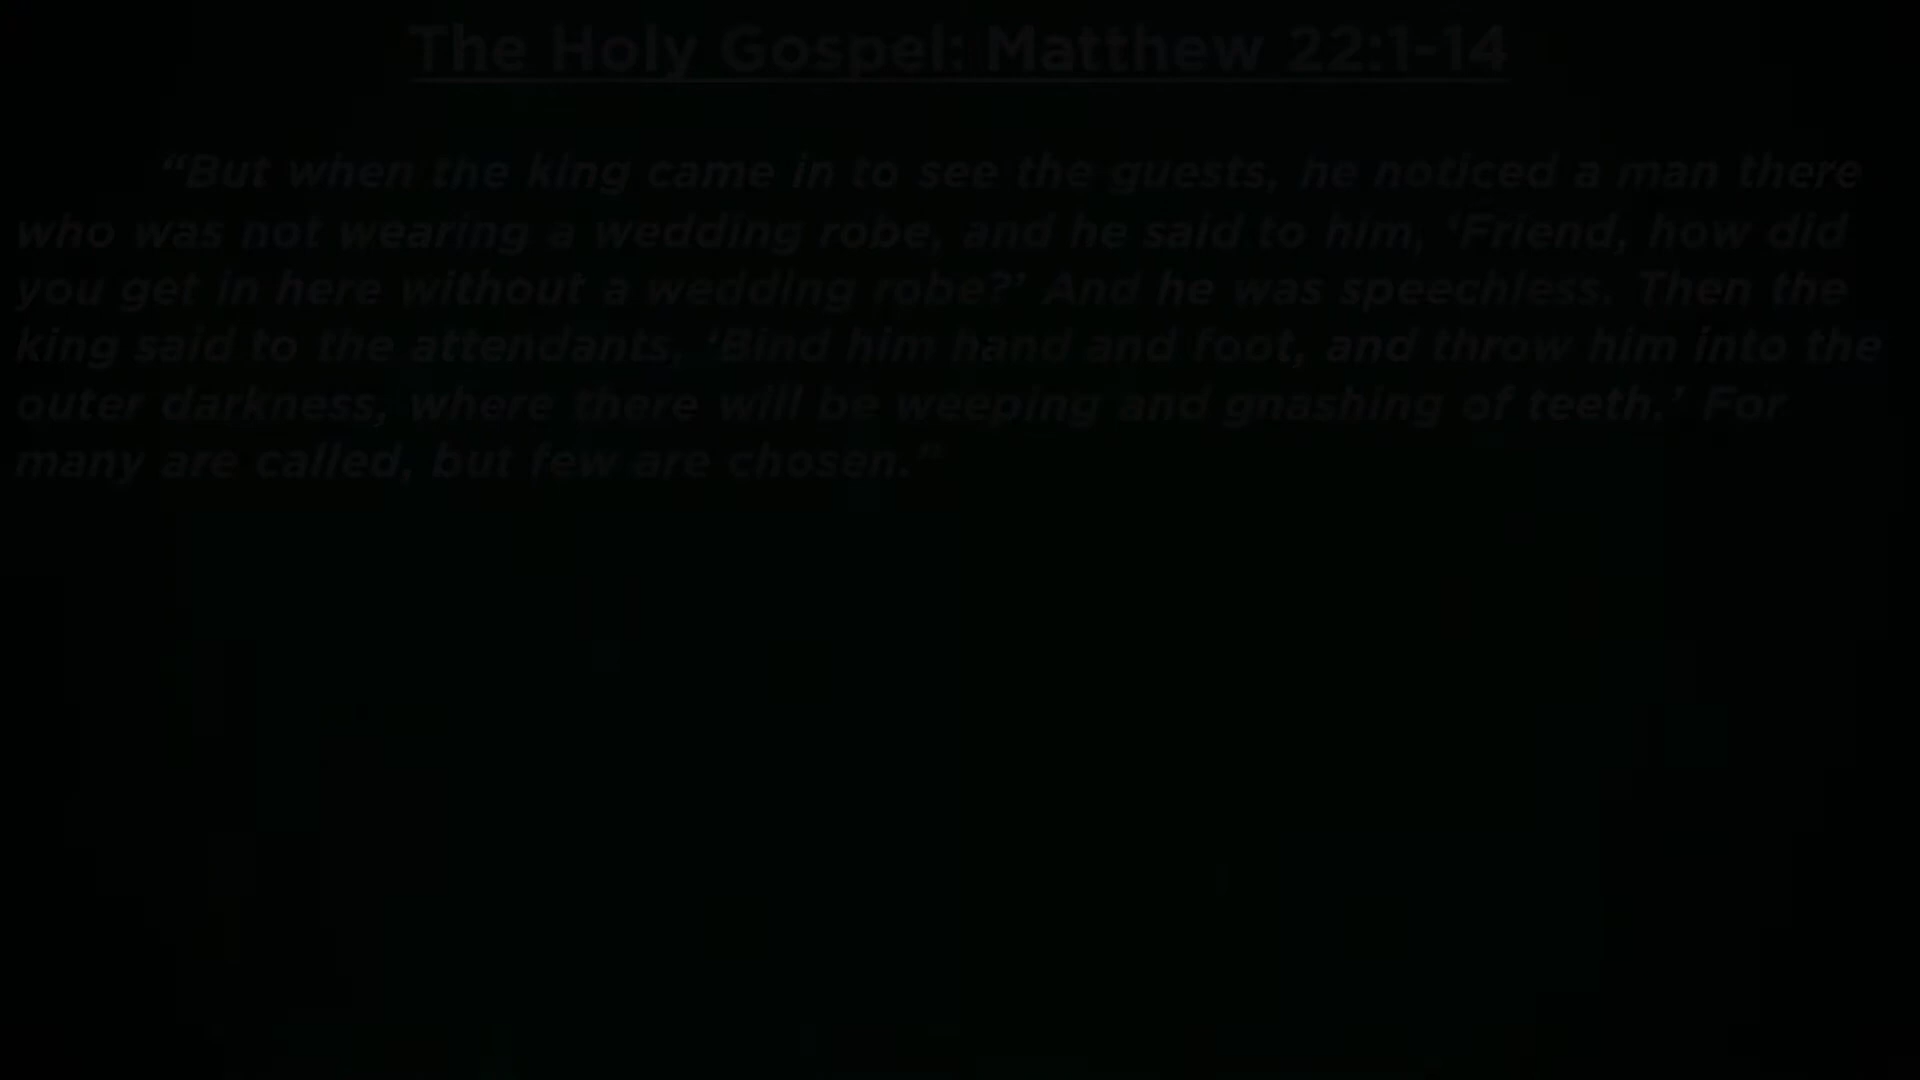 The Holy Gospel: Matthew 22:1-14
“But when the king came in to see the guests, he noticed a man there
who was not wearing a wedding robe, and he said to him, ‘Friend, how did
you get in here without a wedding robe?’ And he was speechless. Then the
king said to the attendants, ‘Bind him hand and foot, and throw him into the
outer darkness, where there will be weeping and gnashing of teeth.’ For
many are called, but few are chosen.”